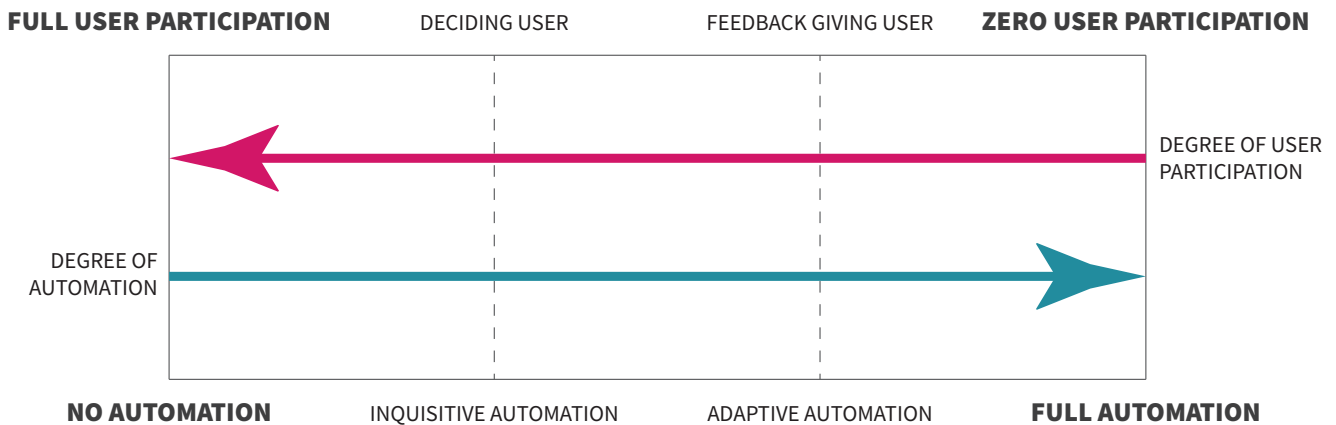 FULL USER PARTICIPATION
DECIDING USER
FEEDBACK GIVING USER
ZERO USER PARTICIPATION
DEGREE OF USER
PARTICIPATION
DEGREE OF
AUTOMATION
NO AUTOMATION
INQUISITIVE AUTOMATION
ADAPTIVE AUTOMATION
FULL AUTOMATION